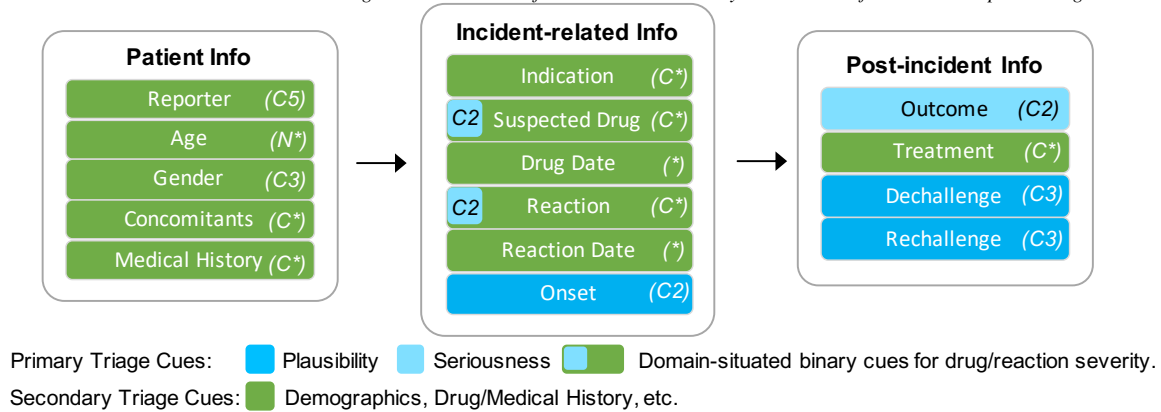 Patient Info
Reporter (C5)
Age (N*)
Gender (C3)
Concomitants (C*)
Medical History (C*)
Incident-related Info
Indication (C*)
C2 Suspected Drug (C*)
Drug Date (*)
C2 Reaction (C*)
Reaction Date (*)
Onset (C2)
Post-incident Info
Outcome (C2)
Treatment (C*)
Dechallenge (C3)
Rechallenge (C3)
Primary Triage Cues: Plausibility Seriousness Domain-situated binary cues for drug/reaction severity.
Secondary Triage Cues: Demographics, Drug/Medical History, etc.